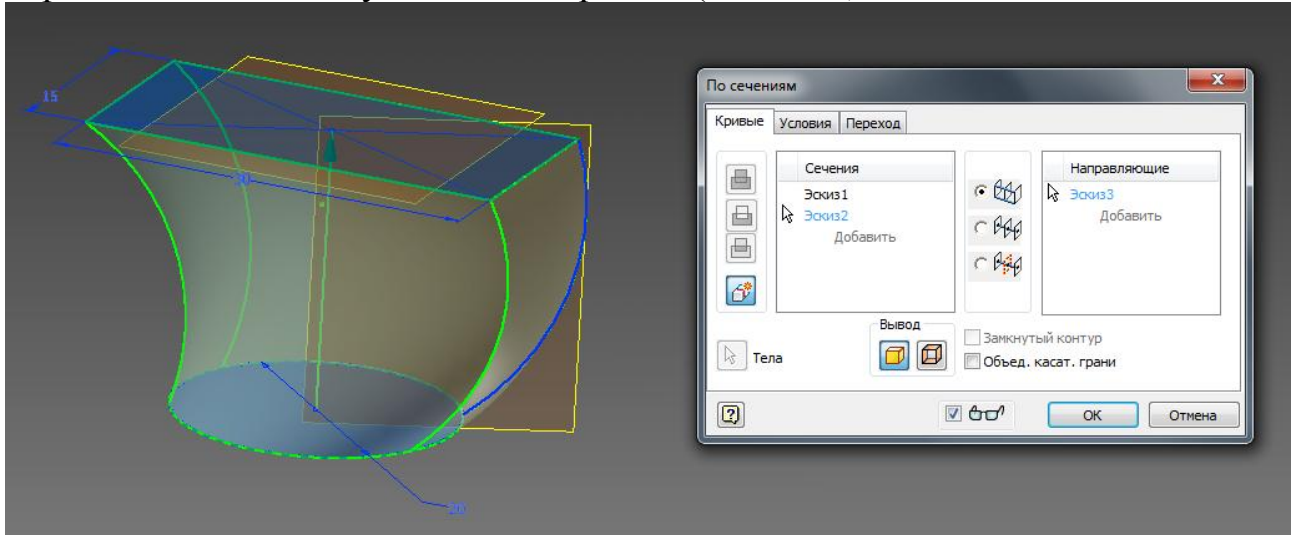 15
30
20
По сечениям
Кривые Условия Переход
Сечения
Эскиз1
Эскиз2
Добавить
Направляющие
Эскиз3
Добавить
Тела
Вывод
Замкнутый контур
Объед. касат. грани
ОК Отмена